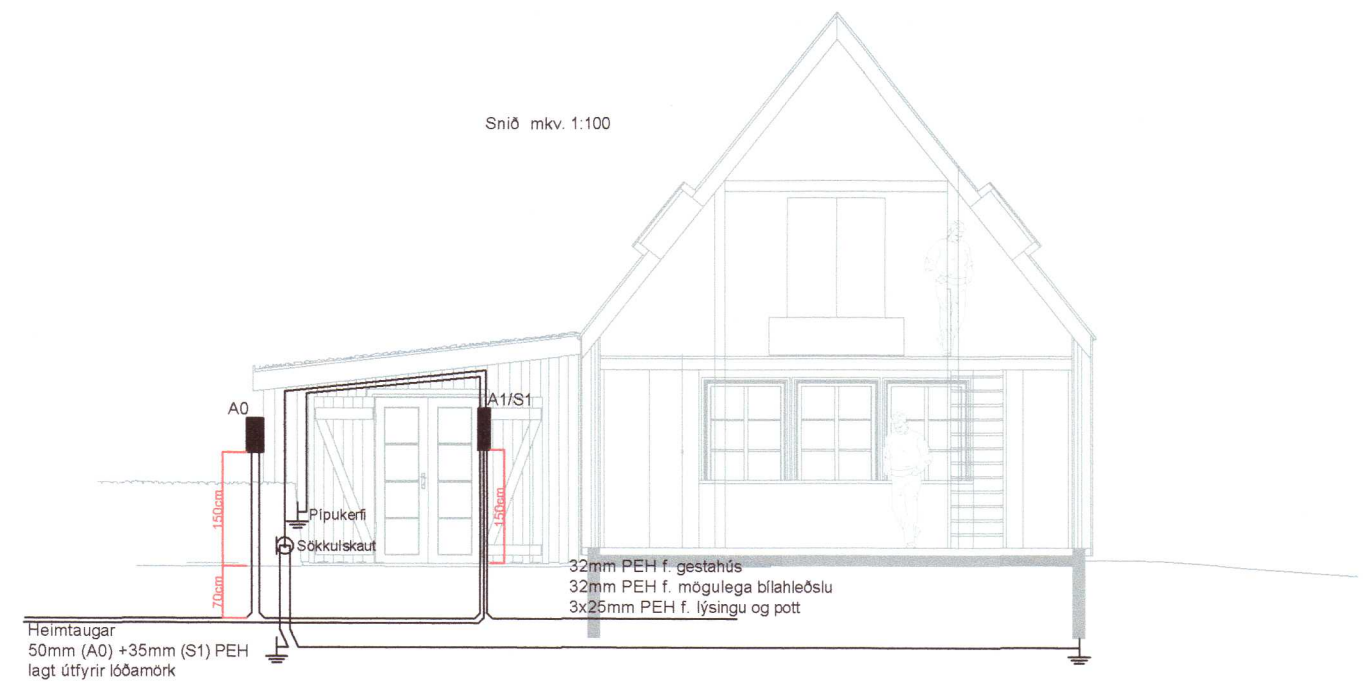 Snið mkv. 1:100
A0
A1/S1
150cm
150cm
Pípukerfi
Sökkulskaut
70cm
32mm PEH f. gestahús
32mm PEH f. mögulega bílahleðslu
3x25mm PEH f. lýsingu og pott
Heimtaugar
50mm (A0) +35mm (S1) PEH
lagt útfyrir lóðamörk